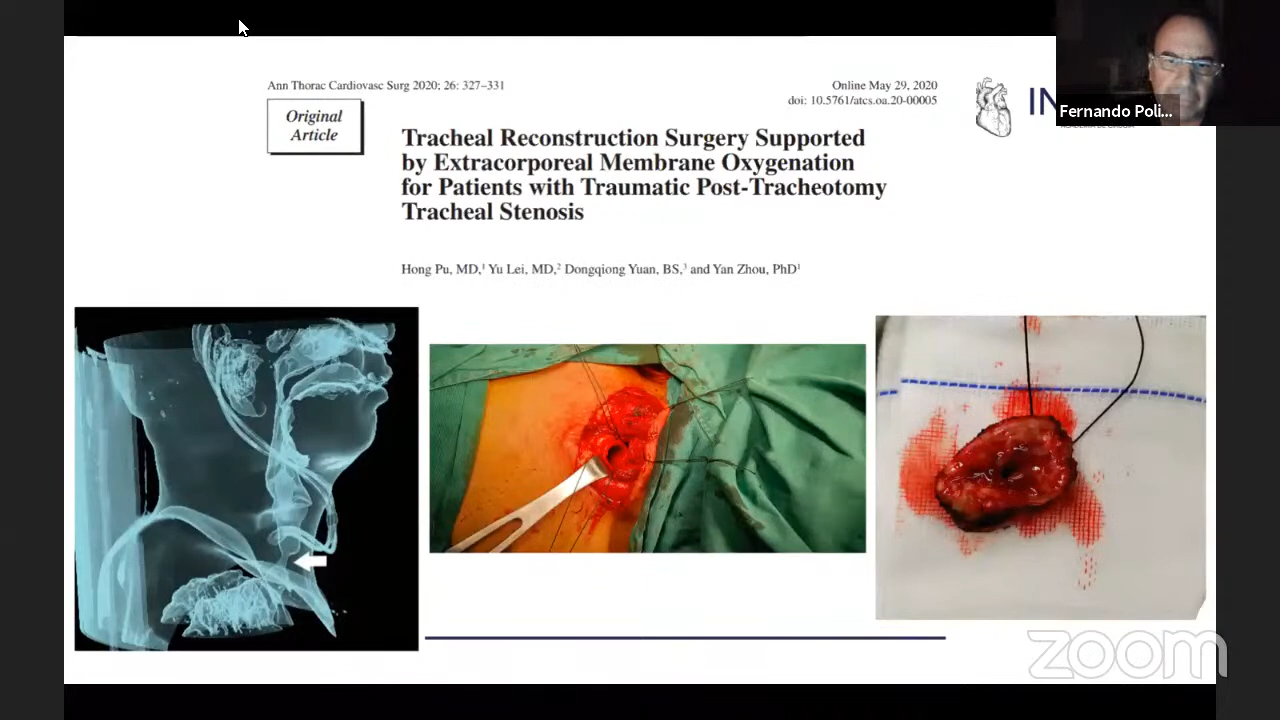 Ann Thorac Cardiovasc Surg 2020; 26: 327–331
Online May 29, 2020
doi: 10.5761/atcs.oa.20-00005
Original
Article
Tracheal Reconstruction Surgery Supported
by Extracorporeal Membrane Oxygenation
for Patients with Traumatic Post-Tracheotomy
Tracheal Stenosis
Hong Pu, MD,¹ Yu Lei, MD,² Dongqiong Yuan, BS,³ and Yan Zhou, PhD¹
IN
Fernando Poli...
zoom